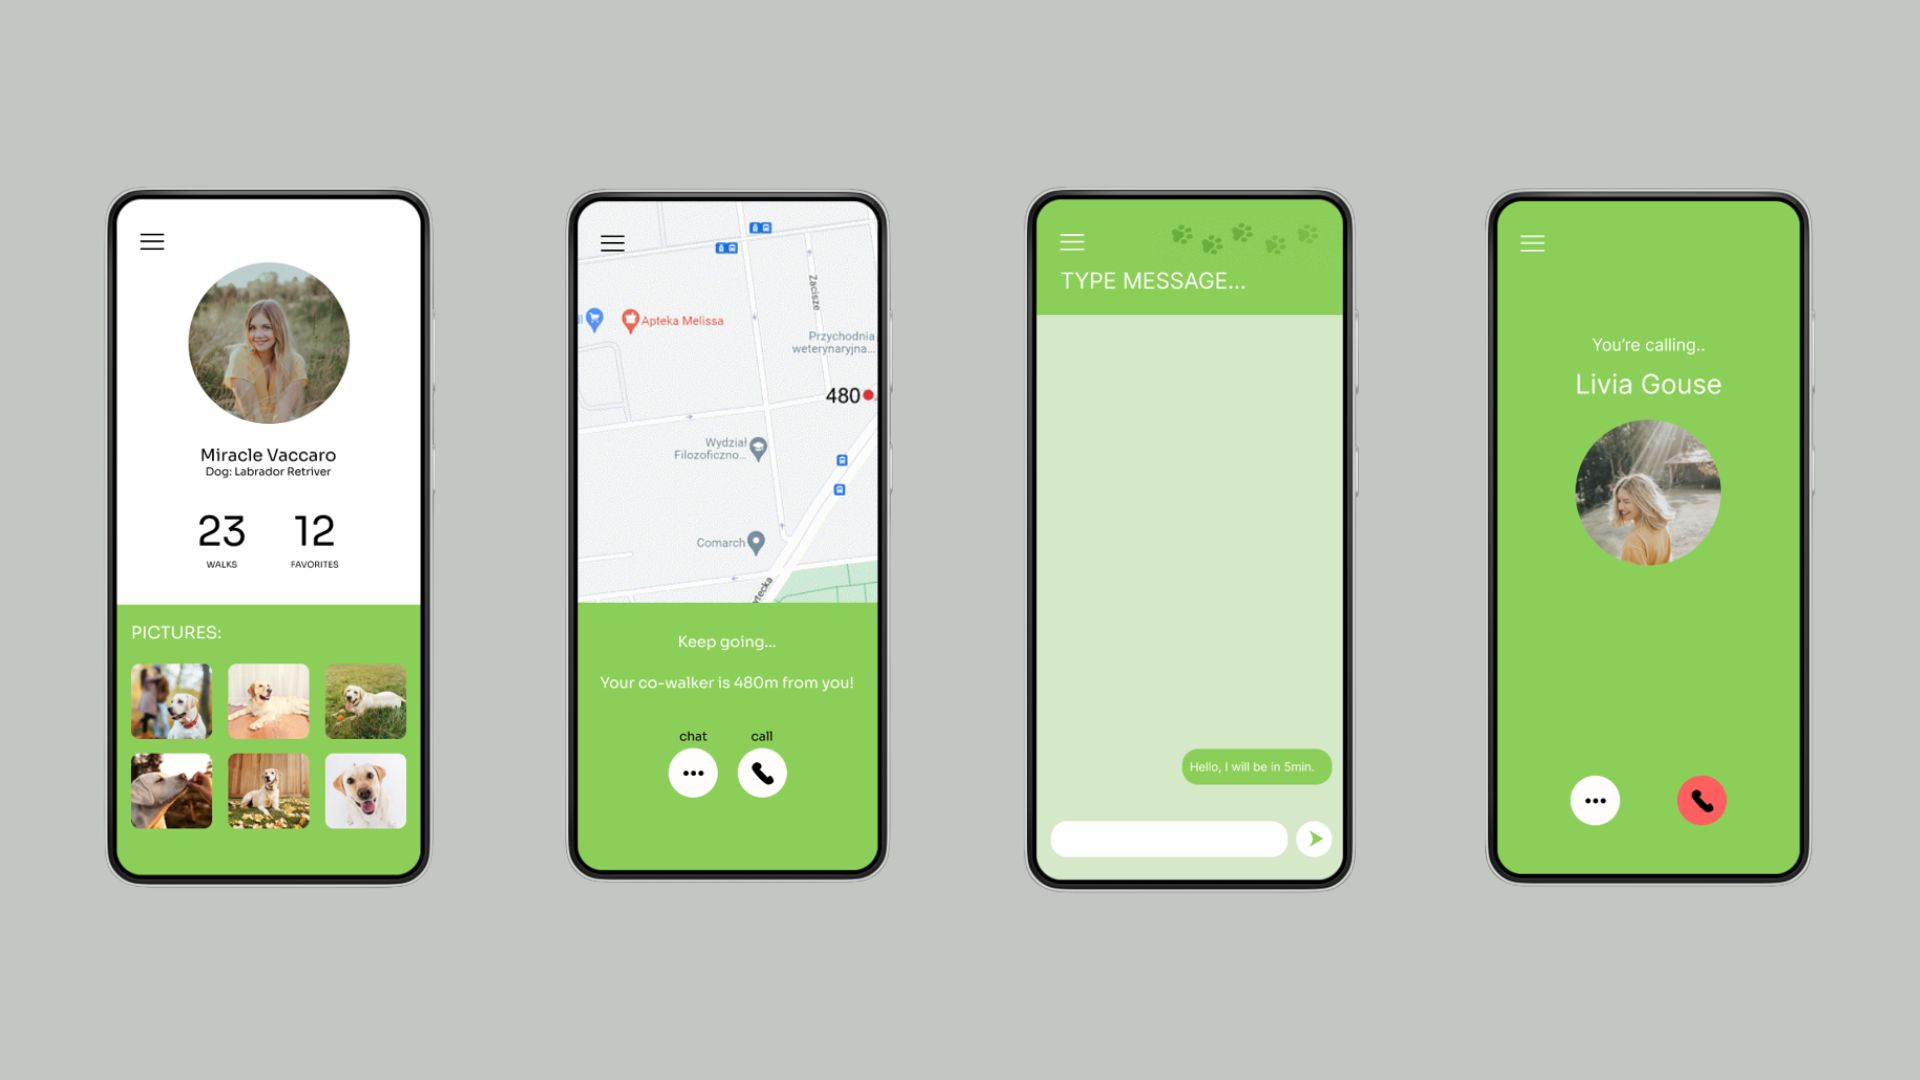 Miracle Vaccaro
Dog: Labrador Retriver
23
12
WALKS
FAVORITES
PICTURES:
Zacisze
Apteka Melissa
Przychodnia
weterynaryjna...
480
Wydział
Filozoficzno...
Comarch
Keep going...
Your co-walker is 480m from you!
chat
call
TYPE MESSAGE...
Hello, I will be in 5min.
You're calling..
Livia Gouse